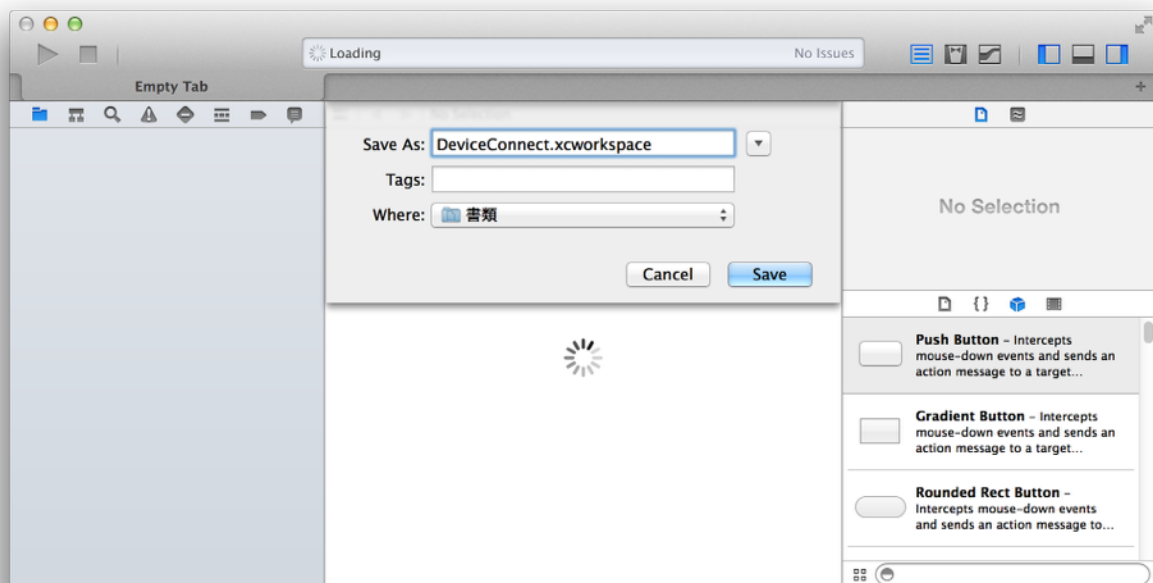 Loading
No Issues
Empty Tab
No Selection
Save As: DeviceConnect.xcworkspace
Tags:
Where: 書類
Cancel
Save
No Selection
{}
Push Button – Intercepts
mouse-down events and sends an
action message to a target...
Gradient Button – Intercepts
mouse-down events and sends an
action message to a target...
Rounded Rect Button –
Intercepts mouse-down events
and sends an action message to...